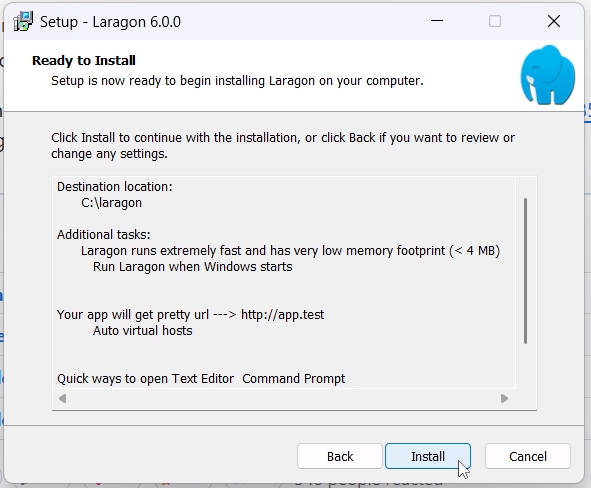 Setup - Laragon 6.0.0
Ready to Install
Setup is now ready to begin installing Laragon on your computer.
Click Install to continue with the installation, or click Back if you want to review or
change any settings.
Destination location:
C:\laragon
Additional tasks:
Laragon runs extremely fast and has very low memory footprint (< 4 MB)
Run Laragon when Windows starts
Your app will get pretty url ---> http://app.test
Auto virtual hosts
Quick ways to open Text Editor  Command Prompt
Back
Install
Cancel
people reacted